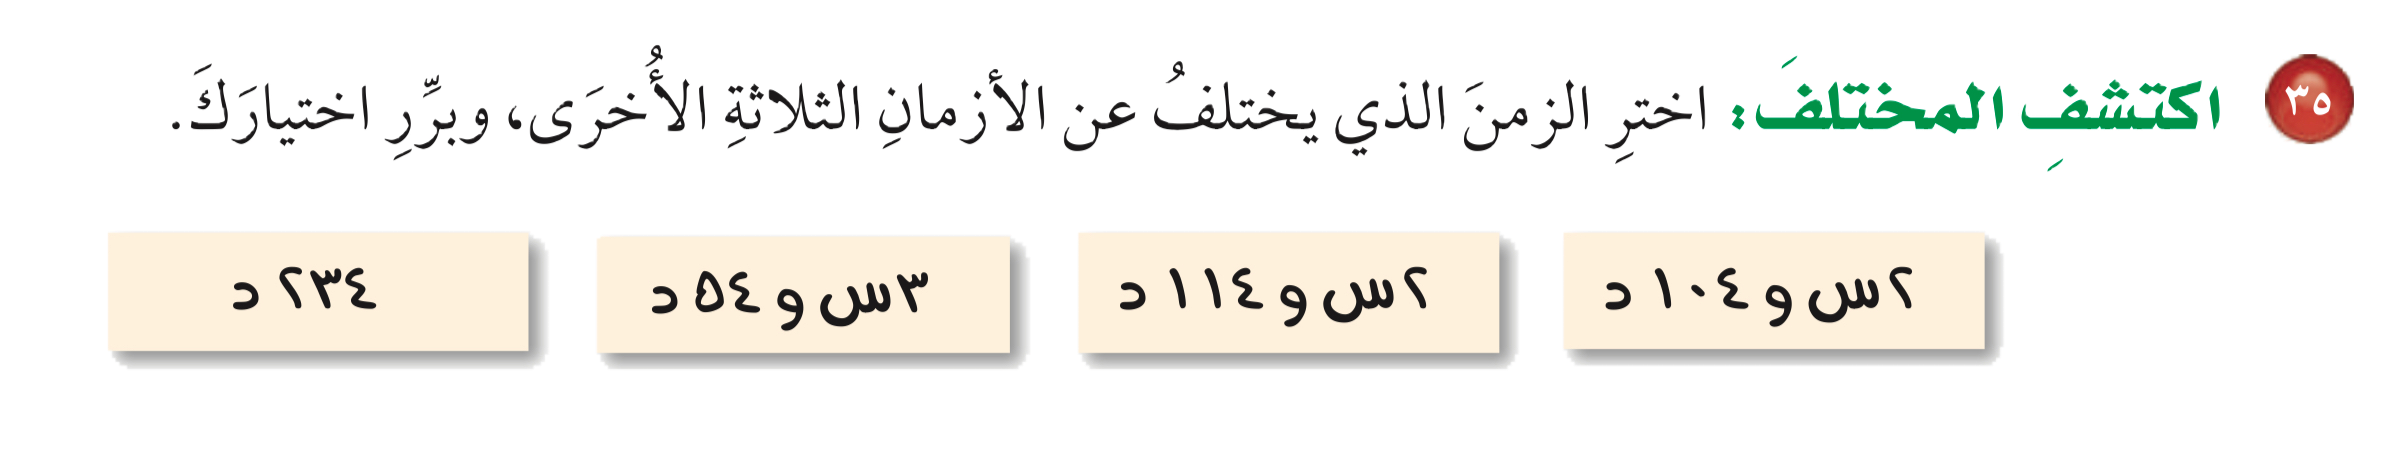 ٣٥ اكتشفِ المختلفَ: اخترِ الزمنَ الذي يختلفُ عن الأزمانِ الثلاثةِ الأُخرَى، وبرِّرِ اختيارَكَ.
٢س و ١٠٤ د ٢س و ١١٤ د ٣س و ٥٤ د ٢٣٤ د